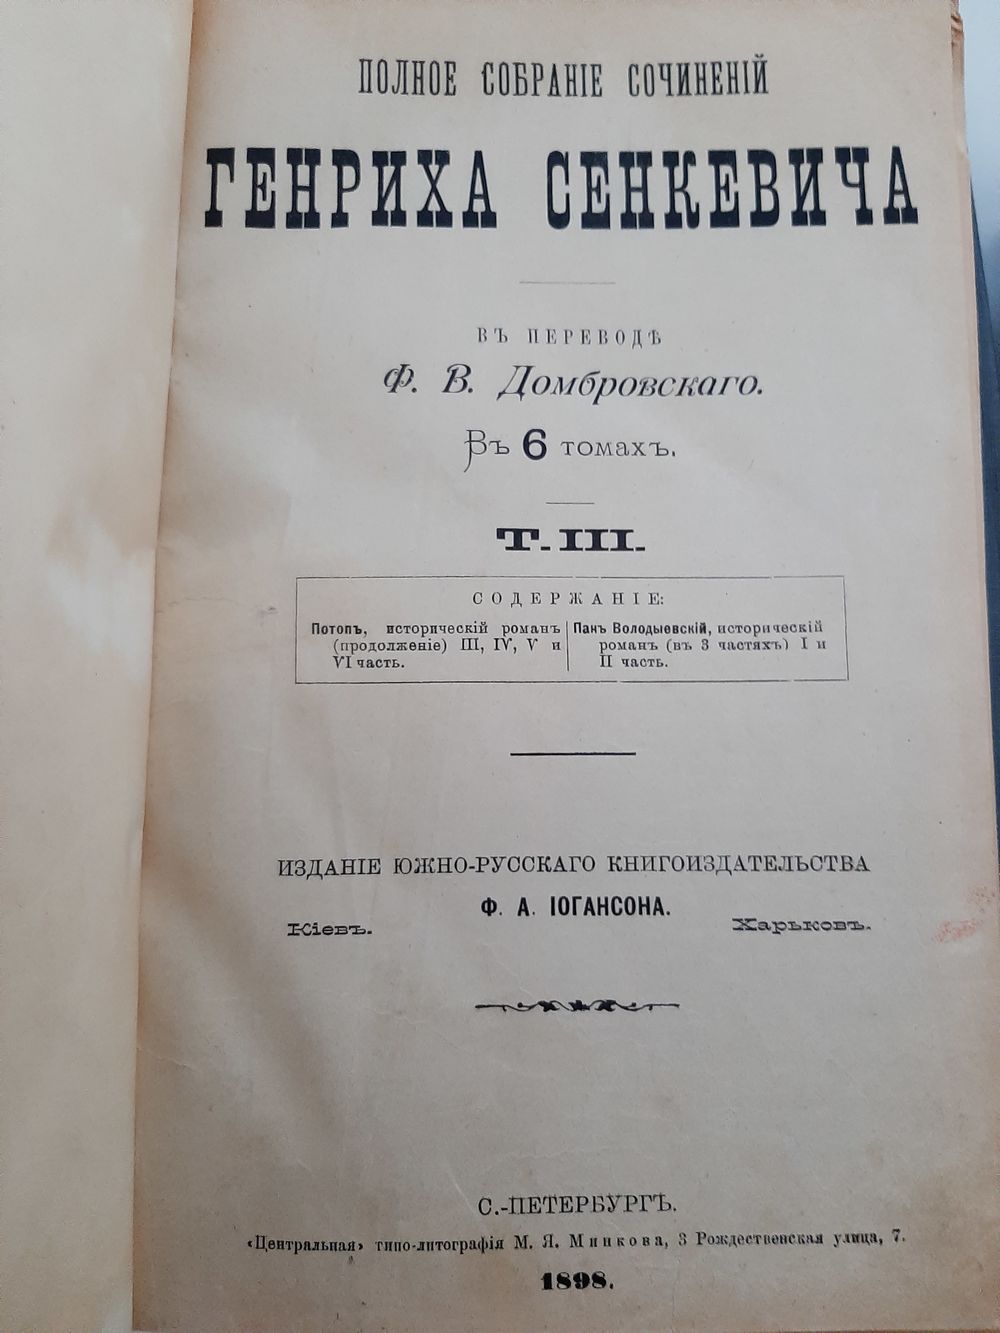 ПОЛНОЕ СОБРАНІЕ СОЧИНЕНІЙ
ГЕНРИХА СЕНКЕВИЧА
ВЪ ПЕРЕВОДѢ
Ф. В. Домбровскаго.
Въ 6 томахъ.
Т. III.
СОДЕРЖАНІЕ:
Потопъ, историческій романъ
(продолженіе) III, IV, V и
VI часть.
Панъ Володыевскій, историческій
романъ (въ 3 частяхъ) I и
II часть.
ИЗДАНІЕ ЮЖНО-РУССКАГО КНИГОИЗДАТЕЛЬСТВА
Ф. А. ІОГАНСОНА.
Кіевъ.
Харьковъ.
С.-ПЕТЕРБУРГЪ.
«Центральная» типо-литографія М. Я. Минкова, 3 Рождественская улица, 7.
1898.